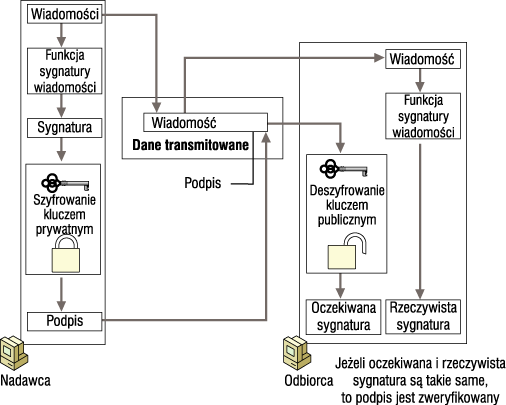 Wiadomości
Funkcja
sygnatury
wiadomości
Sygnatura
Szyfrowanie
kluczem
prywatnym
Podpis
Nadawca
Wiadomość
Dane transmitowane
Podpis
Wiadomość
Funkcja
sygnatury
wiadomości
Deszyfrowanie
kluczem
publicznym
Oczekiwana
sygnatura
Rzeczywista
sygnatura
Odbiorca
Jeżeli oczekiwana i rzeczywista
sygnatura są takie same,
to podpis jest zweryfikowany